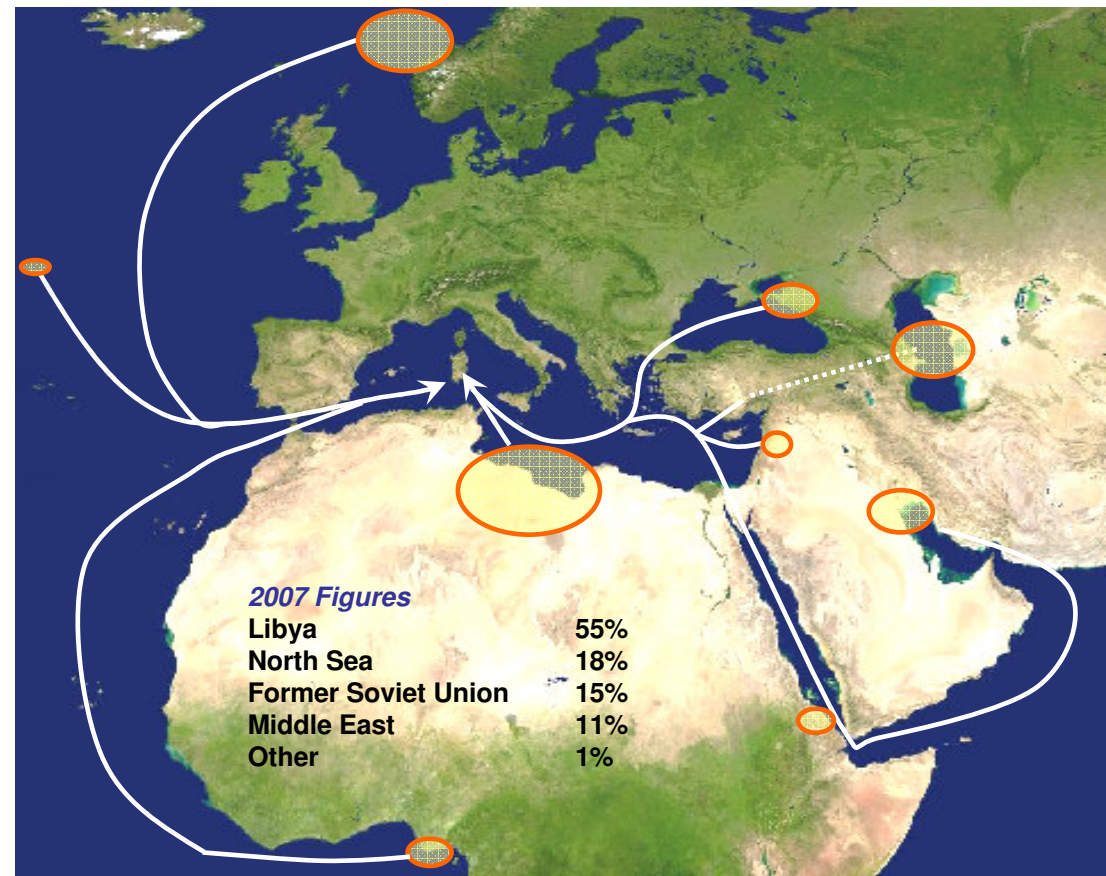 2007 Figures
Libya 55%
North Sea 18%
Former Soviet Union 15%
Middle East 11%
Other 1%